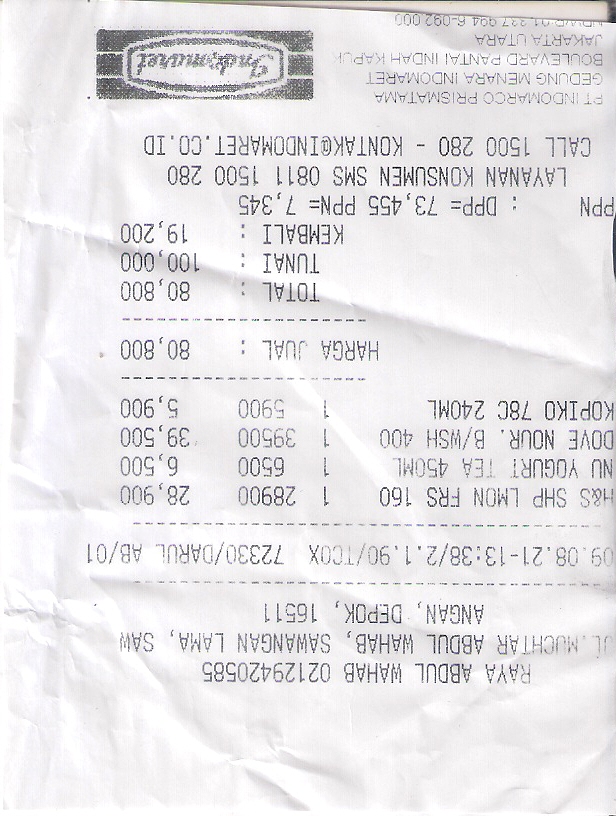 RAYA ABDUL WAHAB 02129420585
JL.MUCHTAR ABDUL WAHAB, SAWANGAN LAMA, SAW
ANGAN, DEPOK, 16511
09.08.21-13:38/2.1.90/TCOX 72330/DARUL AB/01
H&S SHP LMON FRS 160 1 28900 28,900
NU YOGURT TEA 450ML 1 6500 6,500
DOVE NOUR. B/WSH 400 1 39500 39,500
KOPIKO 78C 240ML 1 5900 5,900
HARGA JUAL : 80,800
TOTAL : 80,800
TUNAI : 100,000
KEMBALI : 19,200
PPN : DPP= 73,455 PPN= 7,345
LAYANAN KONSUMEN SMS 0811 1500 280
CALL 1500 280 - KONTAK@INDOMARET.CO.ID
PT INDOMARCO PRISMATAMA
GEDUNG MENARA INDOMARET
BOULEVARD PANTAI INDAH KAPUK
JAKARTA UTARA
NPWP:01.337.994.6-092.000
Indomaret